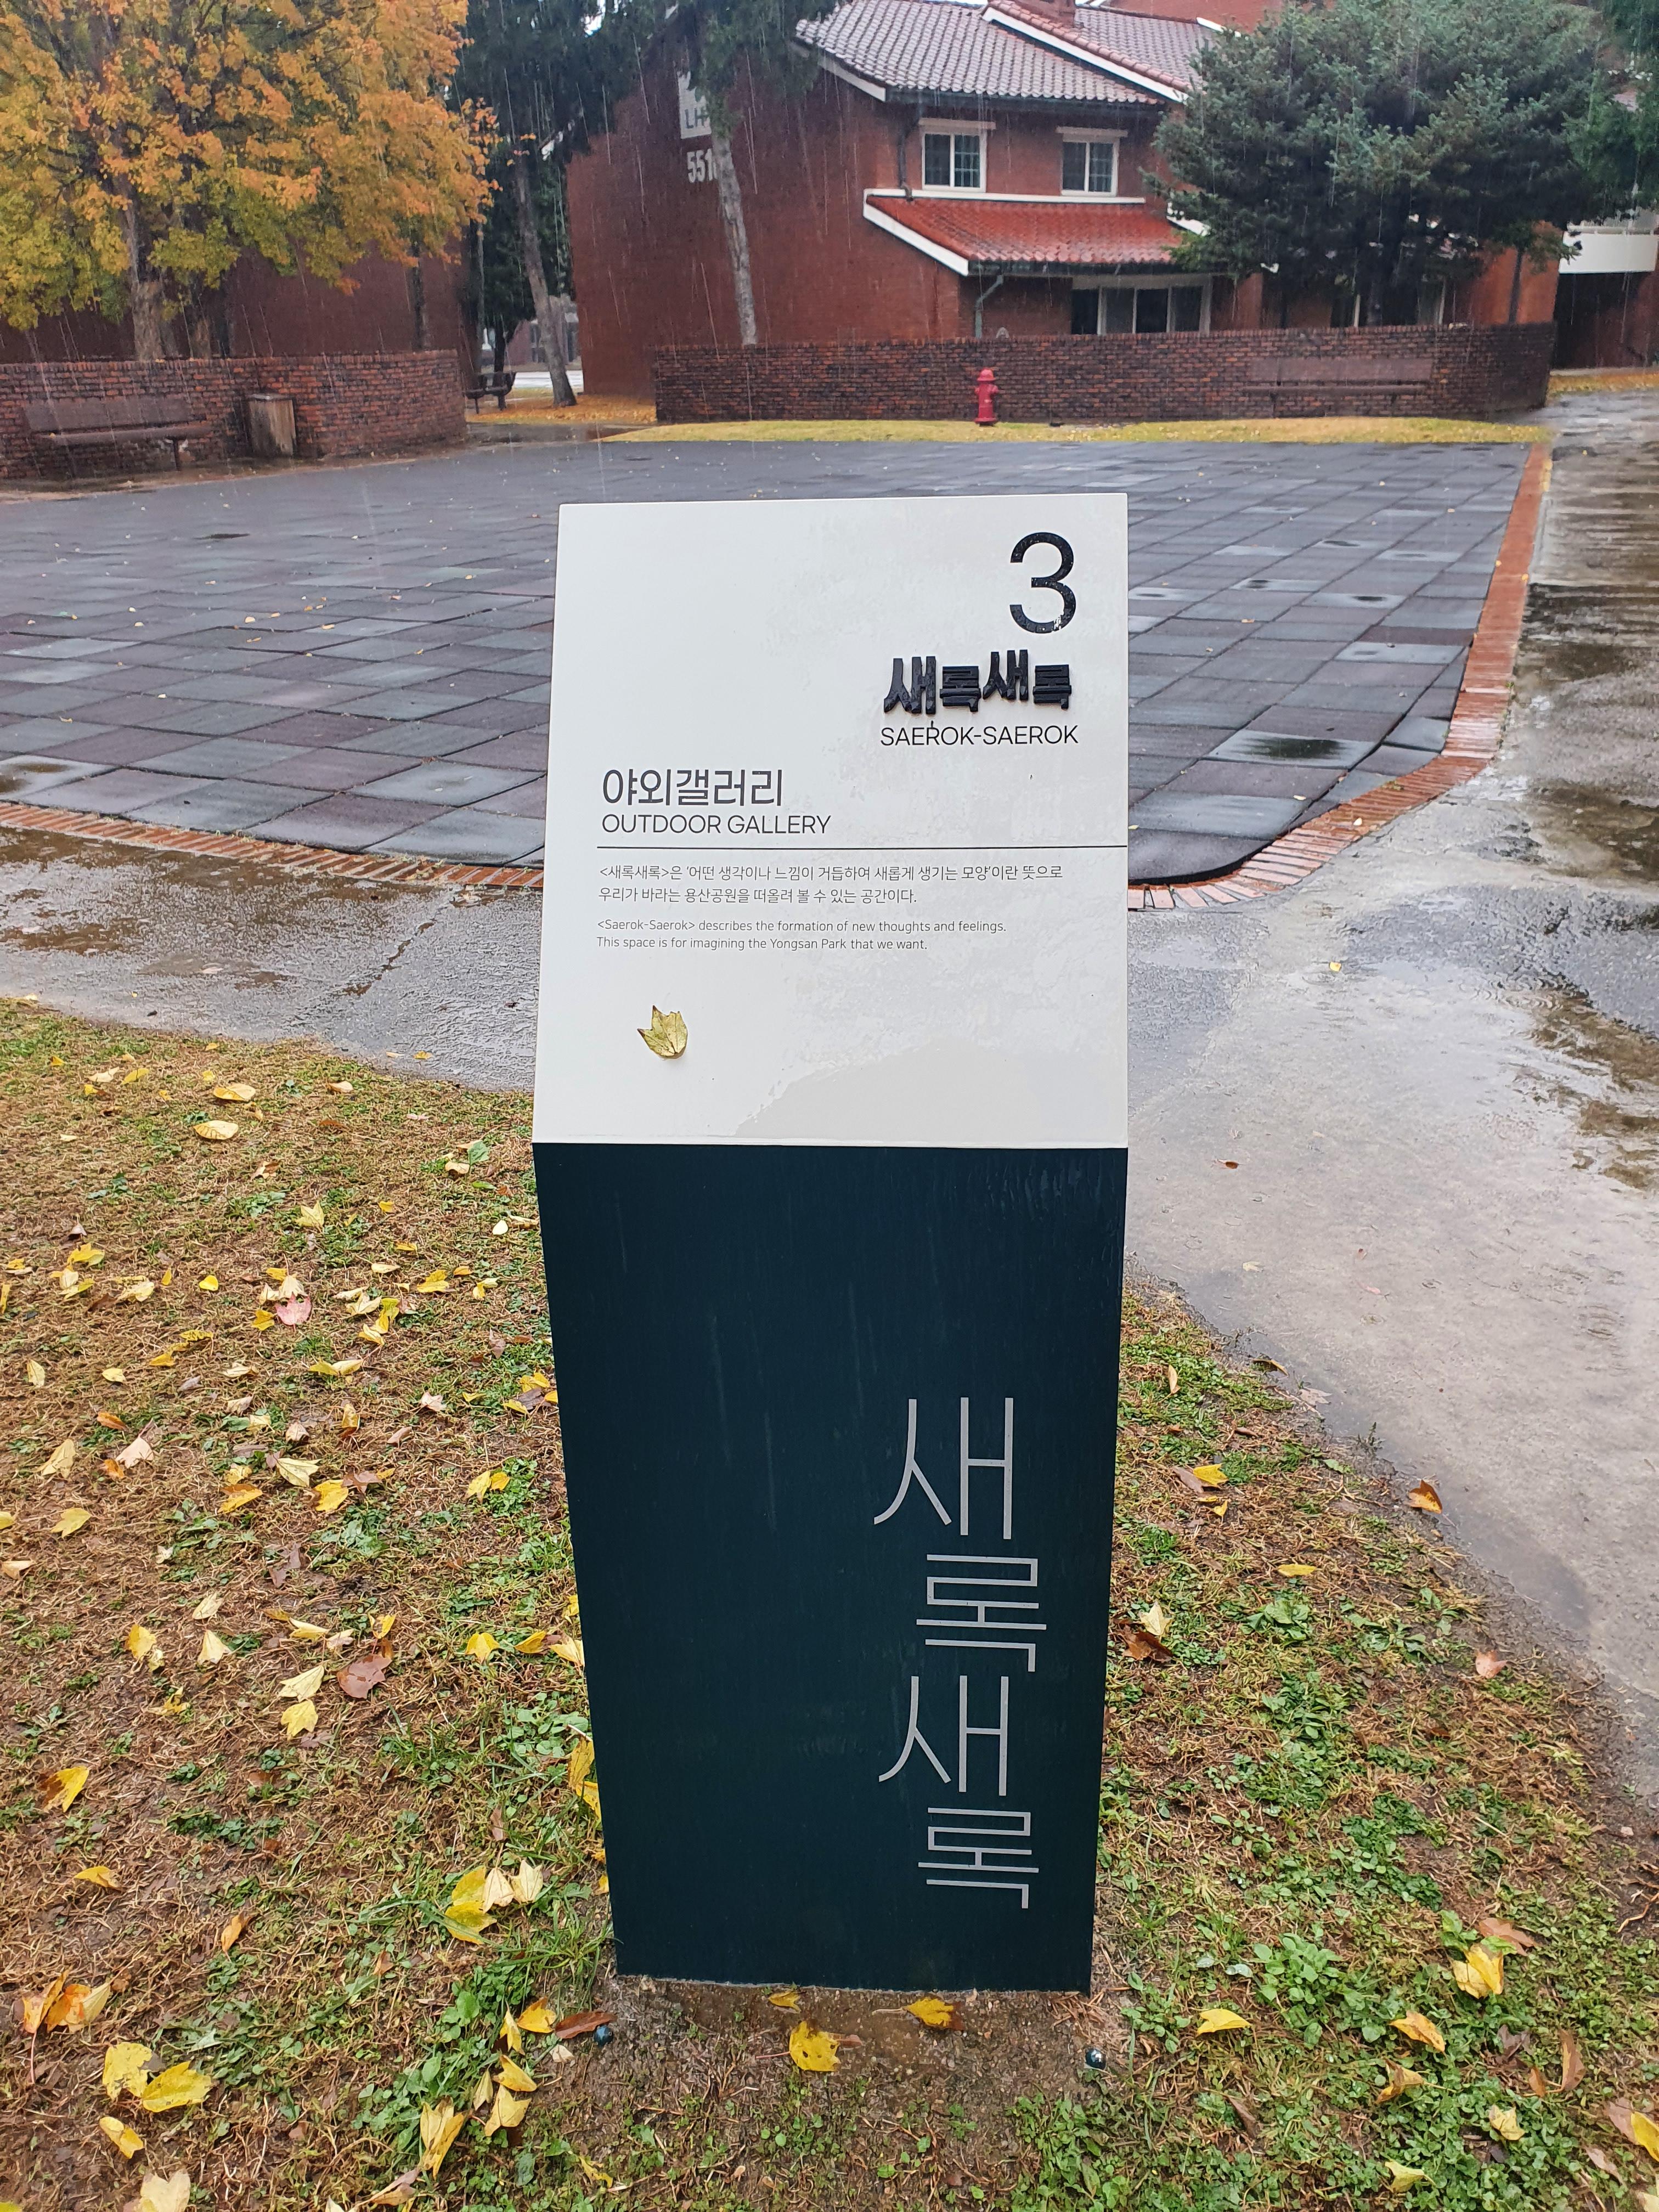 551
3
새록새록
SAEROK-SAEROK
야외갤러리
OUTDOOR GALLERY
<새록새록>은 '어떤 생각이나 느낌이 거듭하여 새롭게 생기는 모양'이란 뜻으로
우리가 바라는 용산공원을 떠올려 볼 수 있는 공간이다.
<Saerok-Saerok> describes the formation of new thoughts and feelings.
This space is for imagining the Yongsan Park that we want.
새
록
새
록